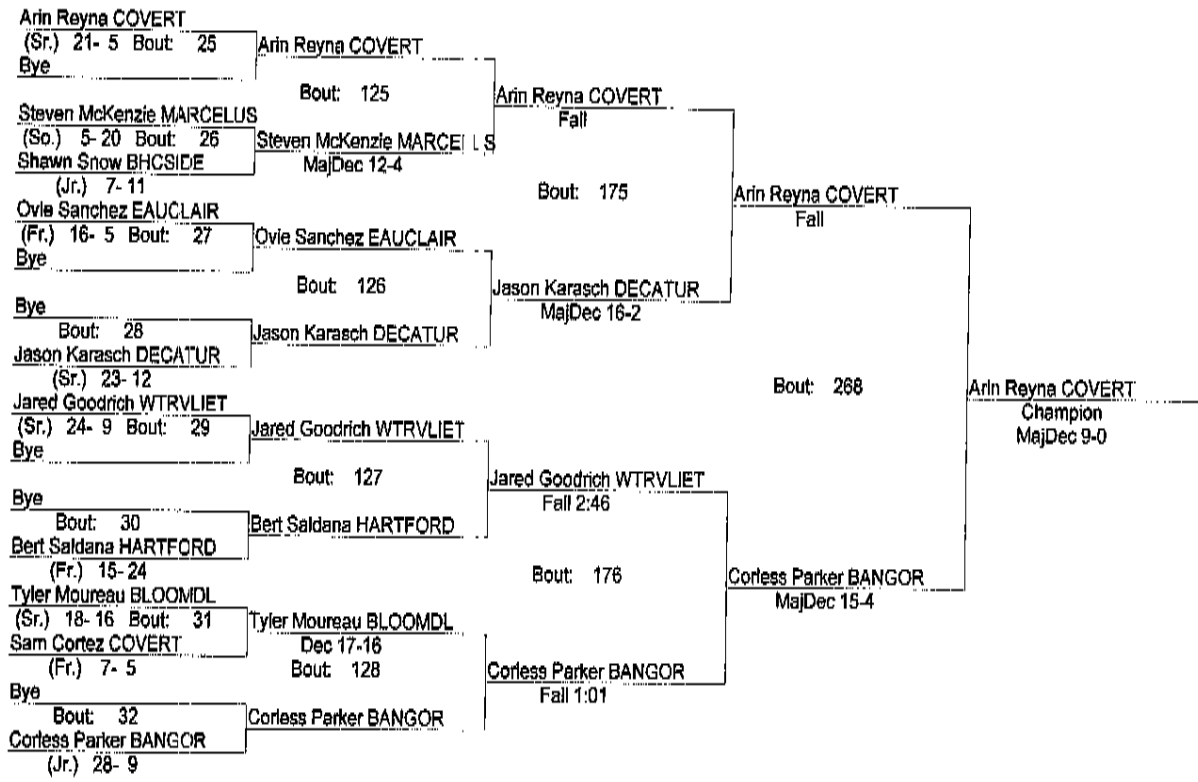 Arin Reyna COVERT
(Sr.) 21- 5 Bout: 25
Bye
Steven McKenzie MARCELUS
(So.) 5- 20 Bout: 26
Shawn Snow BHCSIDE
(Jr.) 7- 11
Ovie Sanchez EAUCLAIR
(Fr.) 16- 5 Bout: 27
Bye
Bye
Bout: 28
Jason Karasch DECATUR
(Sr.) 23- 12
Jared Goodrich WTRVLIET
(Sr.) 24- 9 Bout: 29
Bye
Bye
Bout: 30
Bert Saldana HARTFORD
(Fr.) 15- 24
Tyler Moureau BLOOMDL
(Sr.) 18- 16 Bout: 31
Sam Cortez COVERT
(Fr.) 7- 5
Bye
Bout: 32
Corless Parker BANGOR
(Jr.) 28- 9
Arin Reyna COVERT
Bout: 125
Steven McKenzie MARCELLS
MajDec 12-4
Ovie Sanchez EAUCLAIR
Bout: 126
Jason Karasch DECATUR
Jared Goodrich WTRVLIET
Bout: 127
Bert Saldana HARTFORD
Tyler Moureau BLOOMDL
Dec 17-16
Bout: 128
Corless Parker BANGOR
Arin Reyna COVERT
Fall
Bout: 175
Jason Karasch DECATUR
MajDec 16-2
Jared Goodrich WTRVLIET
Fall 2:46
Bout: 176
Corless Parker BANGOR
Fall 1:01
Arin Reyna COVERT
Fall
Bout: 268
Corless Parker BANGOR
MajDec 15-4
Arin Reyna COVERT
Champion
MajDec 9-0